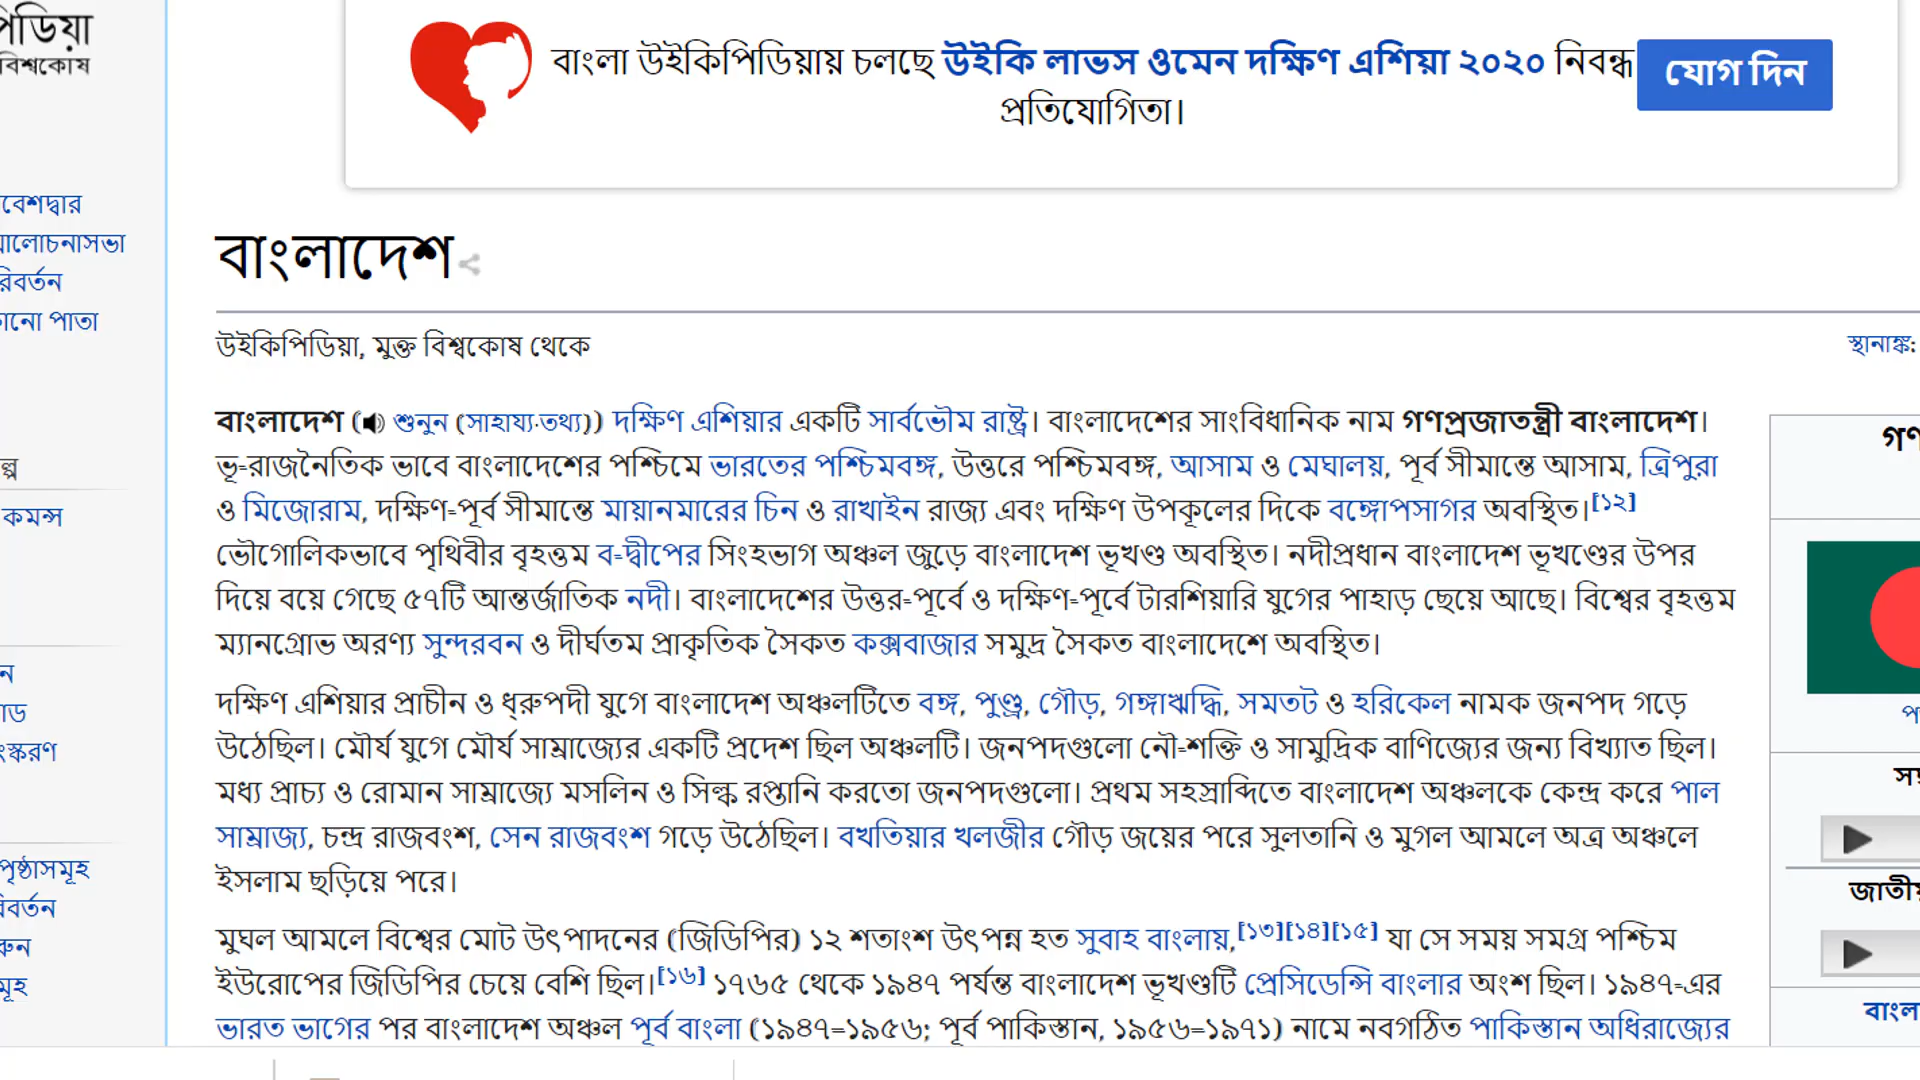 বিশ্বকোষ
বাংলা উইকিপিডিয়ায় চলছে উইকি লাভস ওমেন দক্ষিণ এশিয়া ২০২০ নিবন্ধ
প্রতিযোগিতা।
যোগ দিন
বাংলাদেশ
উইকিপিডিয়া, মুক্ত বিশ্বকোষ থেকে
স্থানাঙ্ক:
পাতা
কমন্স
বাংলাদেশ (শুনুন (সাহায্য·তথ্য)) দক্ষিণ এশিয়ার একটি সার্বভৌম রাষ্ট্র। বাংলাদেশের সাংবিধানিক নাম গণপ্রজাতন্ত্রী বাংলাদেশ।
ভূ-রাজনৈতিক ভাবে বাংলাদেশের পশ্চিমে ভারতের পশ্চিমবঙ্গ, উত্তরে পশ্চিমবঙ্গ, আসাম ও মেঘালয়, পূর্ব সীমান্তে আসাম, ত্রিপুরা
ও মিজোরাম, দক্ষিণ-পূর্ব সীমান্তে মায়ানমারের চিন ও রাখাইন রাজ্য এবং দক্ষিণ উপকূলের দিকে বঙ্গোপসাগর অবস্থিত।[১২]
ভৌগোলিকভাবে পৃথিবীর বৃহত্তম ব-দ্বীপের সিংহভাগ অঞ্চল জুড়ে বাংলাদেশ ভূখণ্ড অবস্থিত। নদীপ্রধান বাংলাদেশ ভূখণ্ডের উপর
দিয়ে বয়ে গেছে ৫৭টি আন্তর্জাতিক নদী। বাংলাদেশের উত্তর-পূর্বে ও দক্ষিণ-পূর্বে টারশিয়ারি যুগের পাহাড় ছেয়ে আছে। বিশ্বের বৃহত্তম
ম্যানগ্রোভ অরণ্য সুন্দরবন ও দীর্ঘতম প্রাকৃতিক সৈকত কক্সবাজার সমুদ্র সৈকত বাংলাদেশে অবস্থিত।
দক্ষিণ এশিয়ার প্রাচীন ও ধ্রুপদী যুগে বাংলাদেশ অঞ্চলটিতে বঙ্গ, পুণ্ড্র, গৌড়, গঙ্গাঋদ্ধি, সমতট ও হরিকেল নামক জনপদ গড়ে
উঠেছিল। মৌর্য যুগে মৌর্য সাম্রাজ্যের একটি প্রদেশ ছিল অঞ্চলটি। জনপদগুলো নৌ-শক্তি ও সামুদ্রিক বাণিজ্যের জন্য বিখ্যাত ছিল।
মধ্য প্রাচ্য ও রোমান সাম্রাজ্যে মসলিন ও সিল্ক রপ্তানি করতো জনপদগুলো। প্রথম সহস্রাব্দিতে বাংলাদেশ অঞ্চলকে কেন্দ্র করে পাল
সাম্রাজ্য, চন্দ্র রাজবংশ, সেন রাজবংশ গড়ে উঠেছিল। বখতিয়ার খলজীর গৌড় জয়ের পরে সুলতানি ও মুগল আমলে অত্র অঞ্চলে
ইসলাম ছড়িয়ে পরে।
মুঘল আমলে বিশ্বের মোট উৎপাদনের (জিডিপির) ১২ শতাংশ উৎপন্ন হত সুবাহ বাংলায়,[১৩][১৪][১৫] যা সে সময় সমগ্র পশ্চিম
ইউরোপের জিডিপির চেয়ে বেশি ছিল।[১৬] ১৭৬৫ থেকে ১৯৪৭ পর্যন্ত বাংলাদেশ ভূখণ্ডটি প্রেসিডেন্সি বাংলার অংশ ছিল। ১৯৪৭-এর
ভারত ভাগের পর বাংলাদেশ অঞ্চল পূর্ব বাংলা (১৯৪৭–১৯৫৬; পূর্ব পাকিস্তান, ১৯৫৬–১৯৭১) নামে নবগঠিত পাকিস্তান অধিরাজ্যের